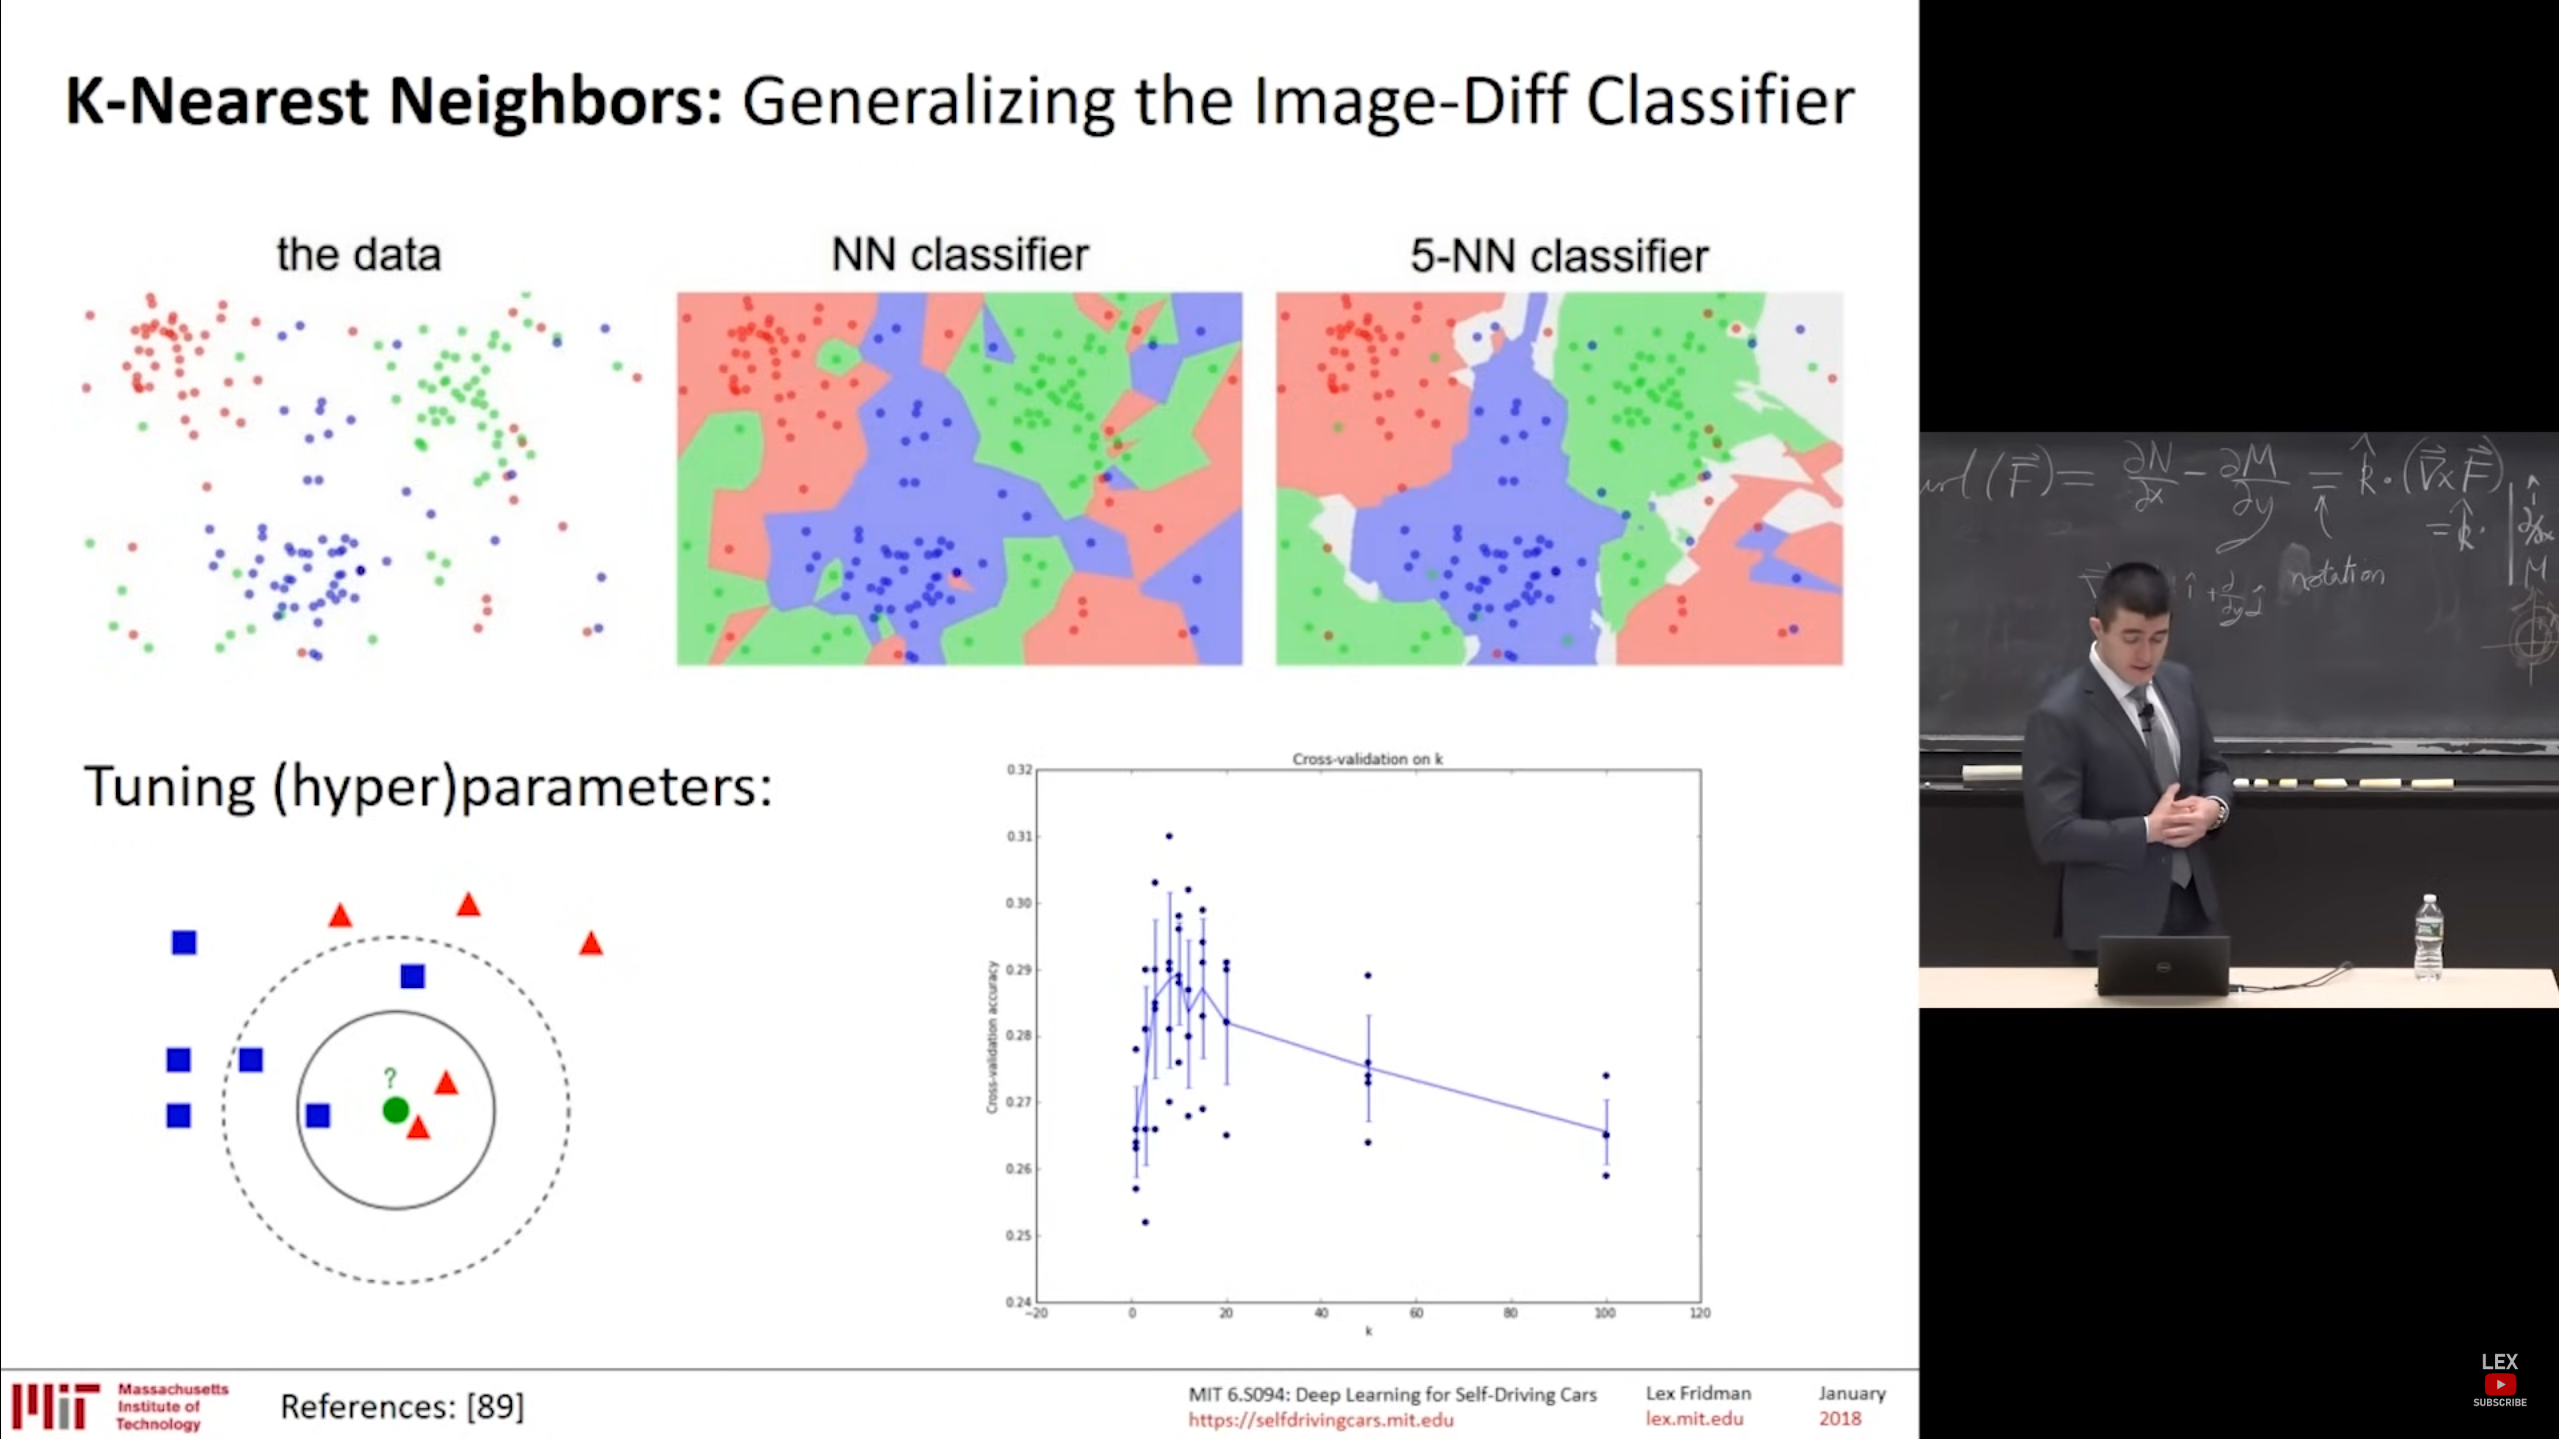 K-Nearest Neighbors: Generalizing the Image-Diff Classifier
the data
NN classifier
5-NN classifier
Tuning (hyper)parameters:
?
Cross-validation on k
Cross-validation accuracy
0.32
0.31
0.30
0.29
0.28
0.27
0.26
0.25
0.24
−20
0
20
40
60
80
100
120
k
Massachusetts
Institute of
Technology
References: [89]
MIT 6.S094: Deep Learning for Self-Driving Cars
https://selfdrivingcars.mit.edu
Lex Fridman
lex.mit.edu
January
2018
url (F⃗) = ∂N/∂x − ∂M/∂y = k̂ · (∇⃗ x F⃗)
= k̂ ·
notation
LEX
SUBSCRIBE